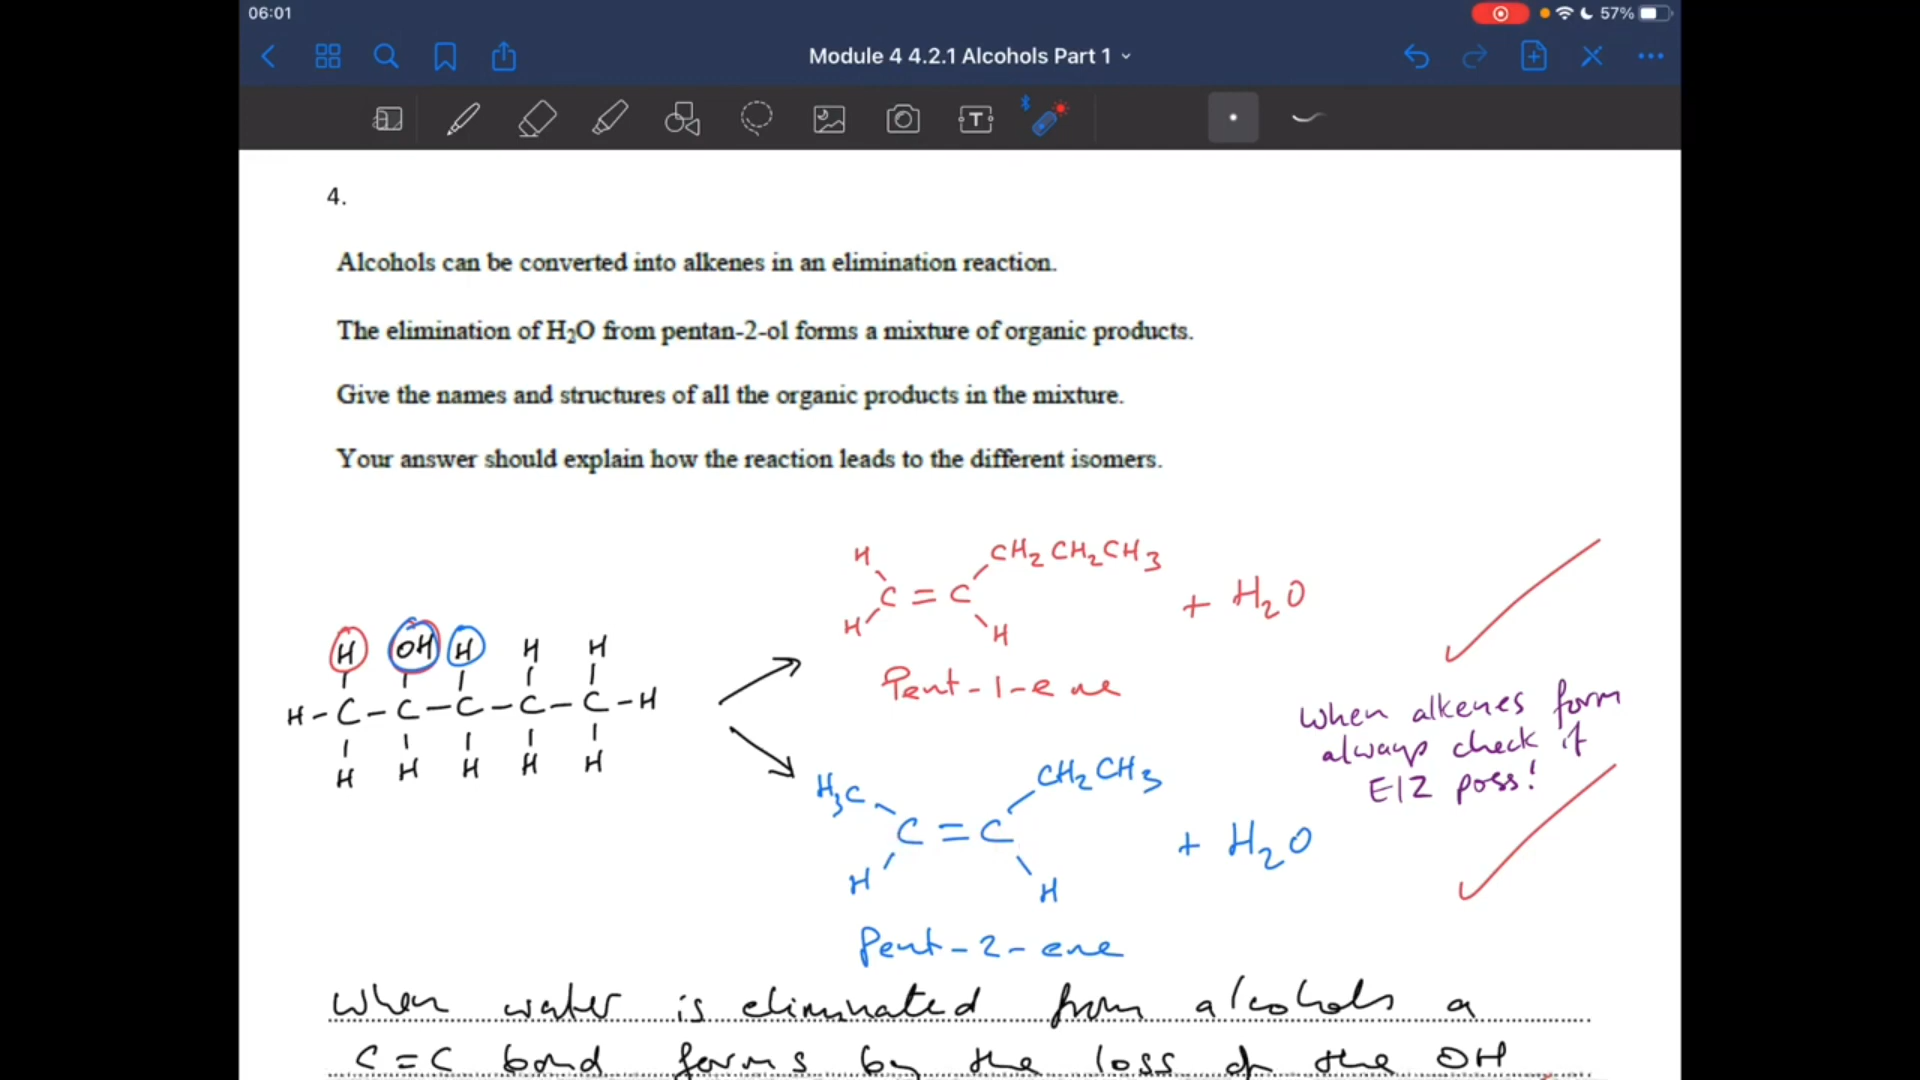 06:01
57%
Module 4 4.2.1 Alcohols Part 1
T
4.
Alcohols can be converted into alkenes in an elimination reaction.
The elimination of H₂O from pentan-2-ol forms a mixture of organic products.
Give the names and structures of all the organic products in the mixture.
Your answer should explain how the reaction leads to the different isomers.
H CH₂CH₂CH₃
C = C + H₂O
H H
Pent-1-ene
H OH H H H
H-C-C-C-C-C-H
H H H H H
When alkenes form
always check if
E/Z poss!
H₃C CH₂CH₃
C = C + H₂O
H H
Pent-2-ene
When water is eliminated from alcohols a
C=C bond forms by the loss of the OH